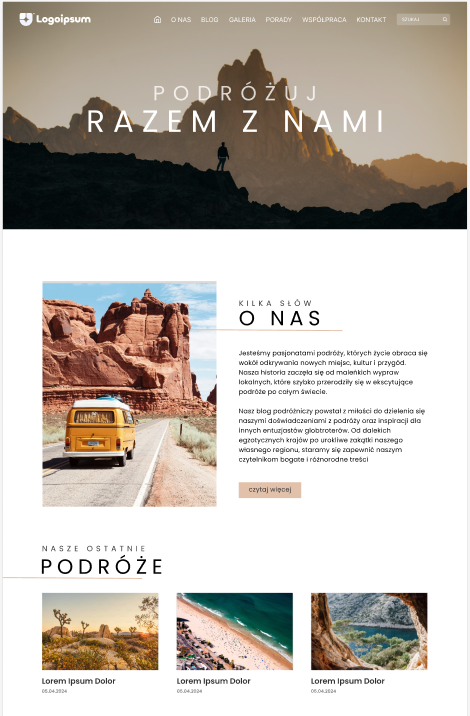 Logoipsum
O NAS BLOG GALERIA PORADY WSPÓŁPRACA KONTAKT SZUKAJ
PODRÓŻUJ
RAZEM Z NAMI
KILKA SŁÓW
O NAS
Jesteśmy pasjonatami podróży, których życie obraca się
wokół odkrywania nowych miejsc, kultur i przygód.
Nasza historia zaczęła się od maleńkich wypraw
lokalnych, które szybko przerodziły się w ekscytujące
podróże po całym świecie.
Nasz blog podróżniczy powstał z miłości do dzielenia się
naszymi doświadczeniami z podróży oraz inspiracji dla
innych entuzjastów globtroterów. Od dalekich
egzotycznych krajów po urokliwe zakątki naszego
własnego regionu, staramy się zapewnić naszym
czytelnikom bogate i różnorodne treści
czytaj więcej
NASZE OSTATNIE
PODRÓŻE
Lorem Ipsum Dolor
05.04.2024
Lorem Ipsum Dolor
05.04.2024
Lorem Ipsum Dolor
05.04.2024